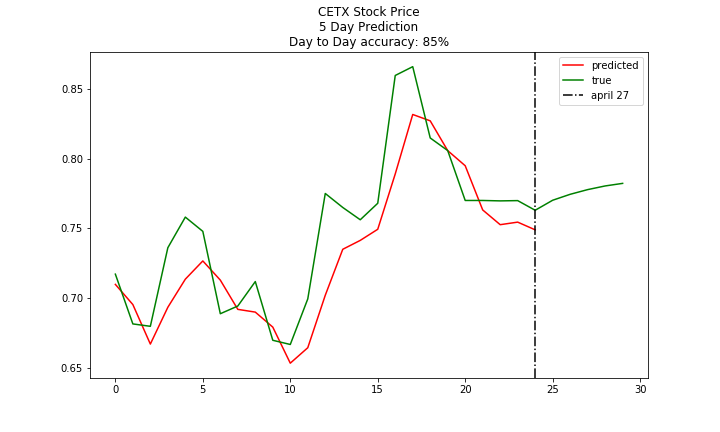 CETX Stock Price
5 Day Prediction
Day to Day accuracy: 85%
predicted
true
april 27
0.85
0.80
0.75
0.70
0.65
0 5 10 15 20 25 30